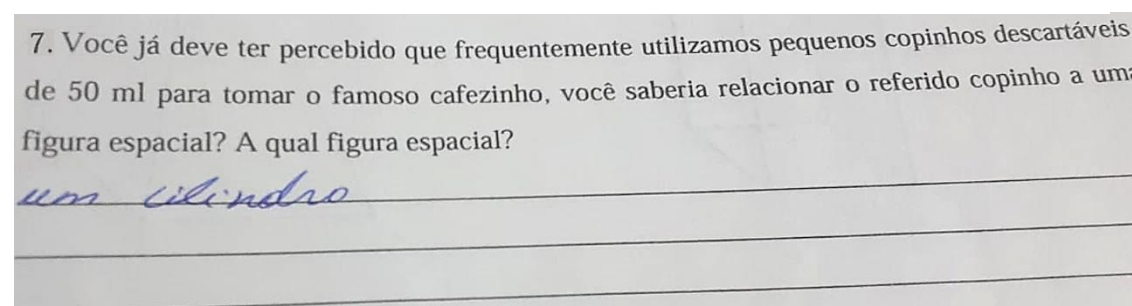 7. Você já deve ter percebido que frequentemente utilizamos pequenos copinhos descartáveis
de 50 ml para tomar o famoso cafezinho, você saberia relacionar o referido copinho a uma
figura espacial? A qual figura espacial?
um cilindro